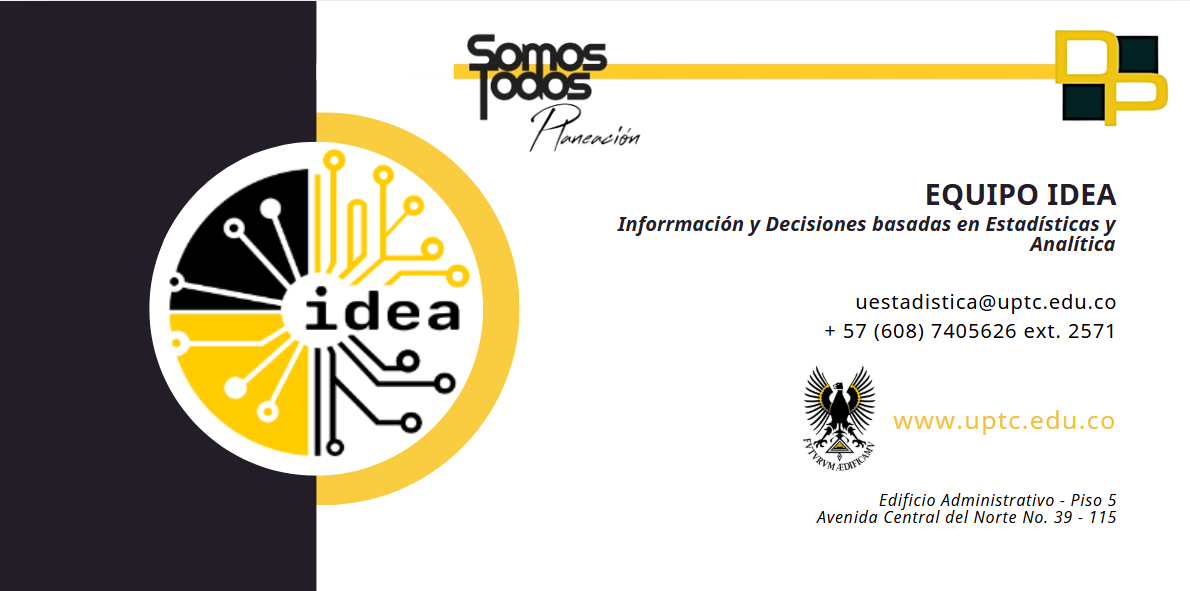 Somos
Todos
Planeación
DP
EQUIPO IDEA
Inforrmación y Decisiones basadas en Estadísticas y
Analítica
idea
uestadistica@uptc.edu.co
+ 57 (608) 7405626 ext. 2571
www.uptc.edu.co
FVTVRVM ÆDIFICAMV
Edificio Administrativo - Piso 5
Avenida Central del Norte No. 39 - 115